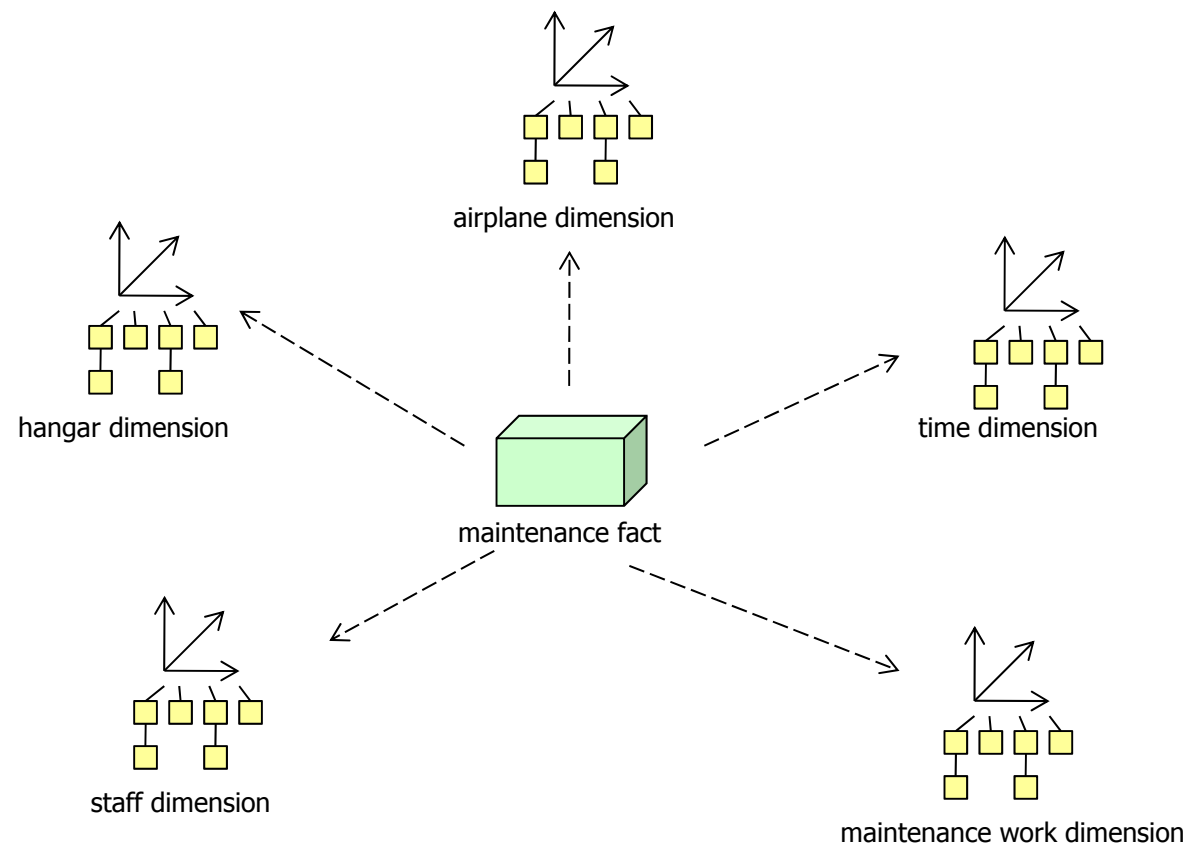 airplane dimension
hangar dimension
time dimension
maintenance fact
staff dimension
maintenance work dimension